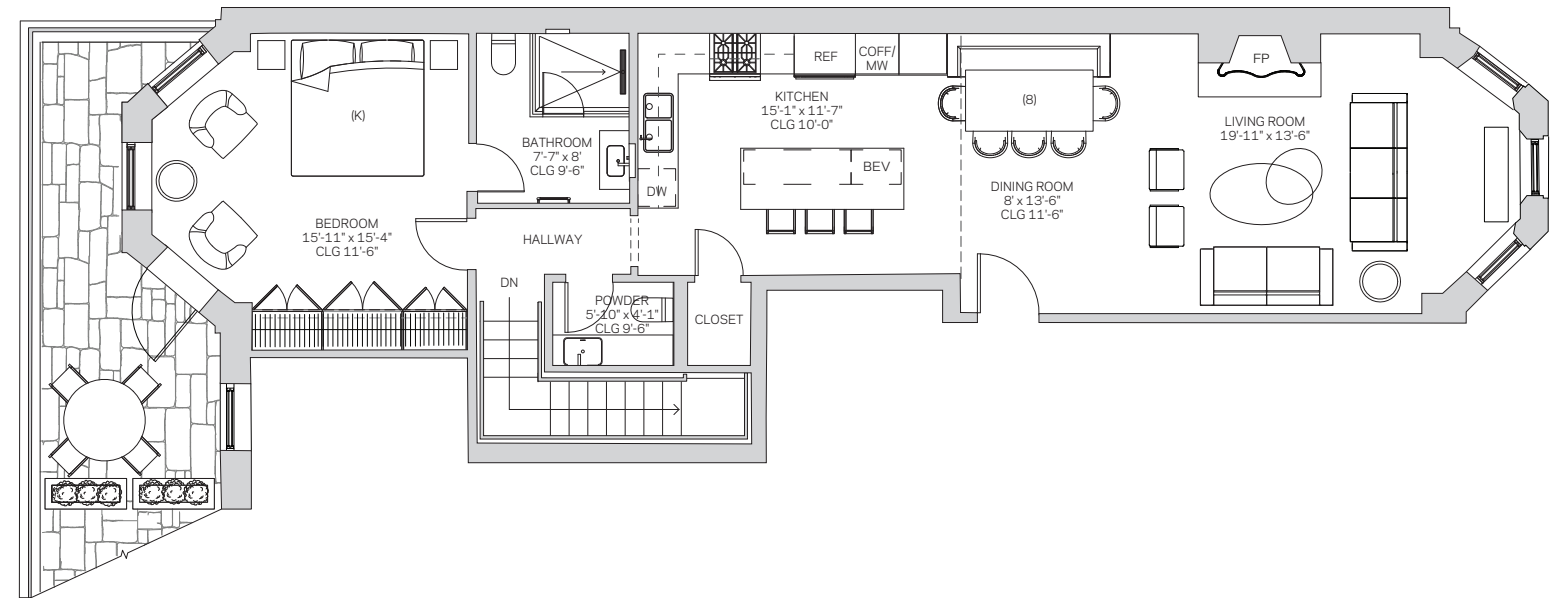 (K)
BEDROOM
15'-11" x 15'-4"
CLG 11'-6"
BATHROOM
7'-7" x 8'
CLG 9'-6"
HALLWAY
DN
POWDER
5'-10" x 4'-1"
CLG 9'-6"
CLOSET
KITCHEN
15'-1" x 11'-7"
CLG 10'-0"
REF
COFF/
MW
DW
BEV
(8)
DINING ROOM
8' x 13'-6"
CLG 11'-6"
FP
LIVING ROOM
19'-11" x 13'-6"